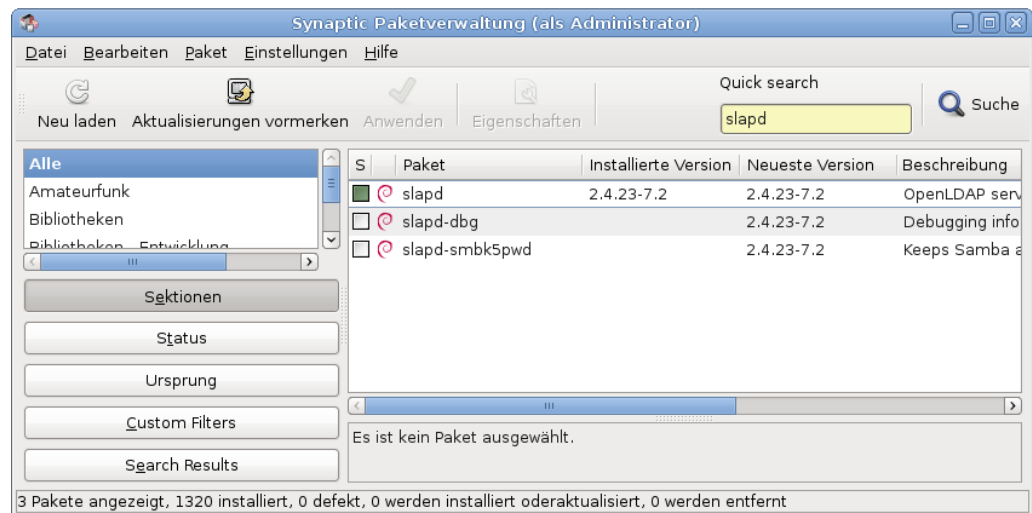 Synaptic Paketverwaltung (als Administrator)
Datei Bearbeiten Paket Einstellungen Hilfe
Quick search
Neu laden Aktualisierungen vormerken Anwenden Eigenschaften slapd Suche
Alle
Amateurfunk
Bibliotheken
Bibliotheken - Entwicklung
S Paket Installierte Version Neueste Version Beschreibung
slapd 2.4.23-7.2 2.4.23-7.2 OpenLDAP serv
slapd-dbg 2.4.23-7.2 Debugging info
slapd-smbk5pwd 2.4.23-7.2 Keeps Samba a
Sektionen
Status
Ursprung
Custom Filters
Search Results
Es ist kein Paket ausgewählt.
3 Pakete angezeigt, 1320 installiert, 0 defekt, 0 werden installiert oderaktualisiert, 0 werden entfernt